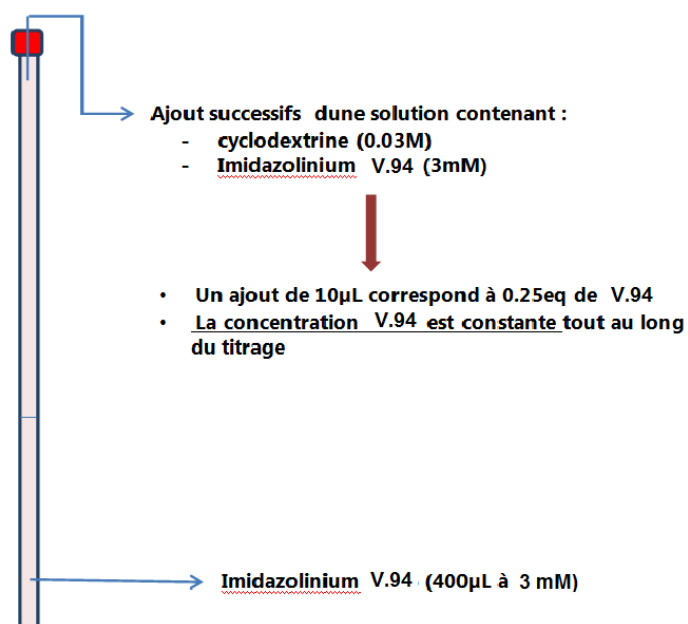 Ajout successifs dune solution contenant :
- cyclodextrine (0.03M)
- Imidazolinium V.94 (3mM)
• Un ajout de 10µL correspond à 0.25eq de V.94
• La concentration V.94 est constante tout au long
du titrage
Imidazolinium V.94 (400µL à 3 mM)